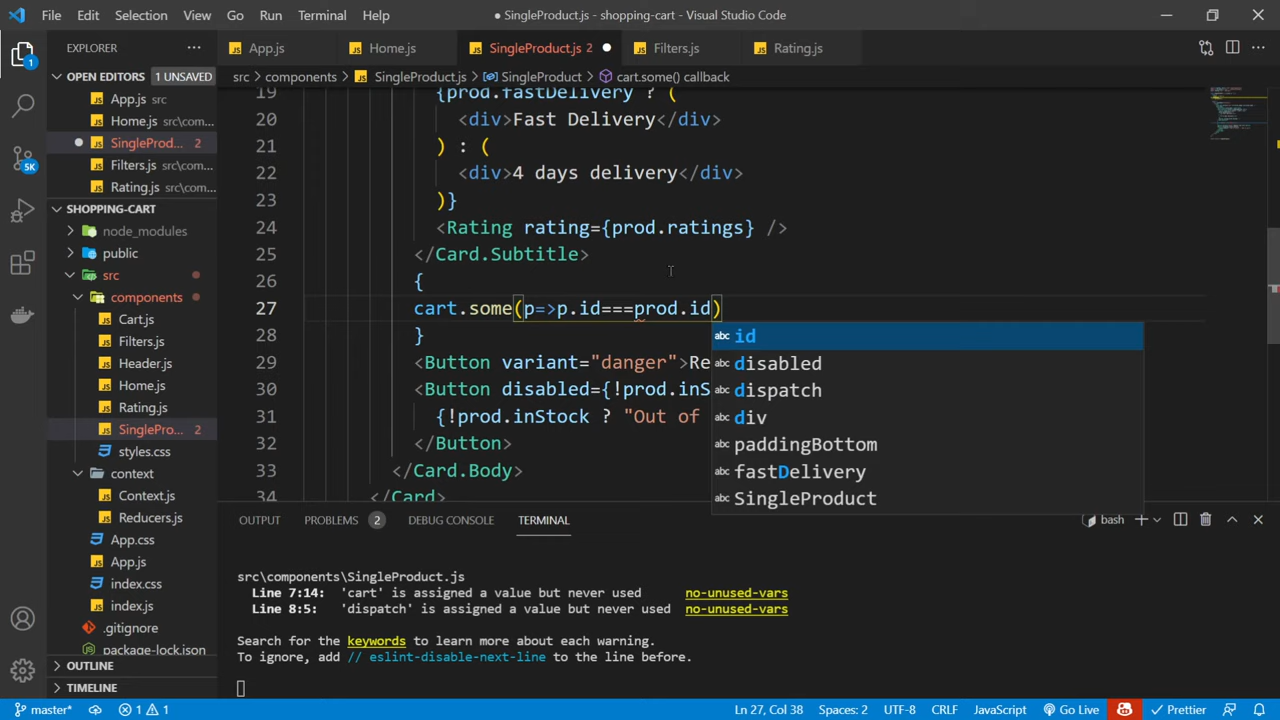 File Edit Selection View Go Run Terminal Help
● SingleProduct.js - shopping-cart - Visual Studio Code
EXPLORER
App.js Home.js SingleProduct.js 2 Filters.js Rating.js
src > components > SingleProduct.js > SingleProduct > cart.some() callback
OPEN EDITORS 1 UNSAVED
App.js
Home.js
SingleProd... 2
Filters.js src\com...
Rating.js src\com...
SHOPPING-CART
node_modules
public
src
components
Cart.js
Filters.js
Header.js
Home.js
Rating.js
SinglePro... 2
styles.css
context
Context.js
Reducers.js
App.css
App.js
index.css
index.js
.gitignore
package-lock.json
OUTLINE
TIMELINE
1
5K
19 {prod.fastDelivery ? (
20 <div>Fast Delivery</div>
21 ) : (
22 <div>4 days delivery</div>
23 )}
24 <Rating rating={prod.ratings} />
25 </Card.Subtitle>
26 {
27 cart.some(p=>p.id===prod.id)
28 }
29 <Button variant="danger">Re
30 <Button disabled={!prod.inS
31 {!prod.inStock ? "Out of
32 </Button>
33 </Card.Body>
34 </Card>
abc id
abc disabled
abc dispatch
abc div
abc paddingBottom
abc fastDelivery
abc SingleProduct
OUTPUT PROBLEMS 2 DEBUG CONSOLE TERMINAL
bash
src\components\SingleProduct.js
Line 7:14: 'cart' is assigned a value but never used no-unused-vars
Line 8:5: 'dispatch' is assigned a value but never used no-unused-vars
Search for the keywords to learn more about each warning.
To ignore, add // eslint-disable-next-line to the line before.
master* 1 1 Ln 27, Col 38 Spaces: 2 UTF-8 CRLF JavaScript Go Live Prettier